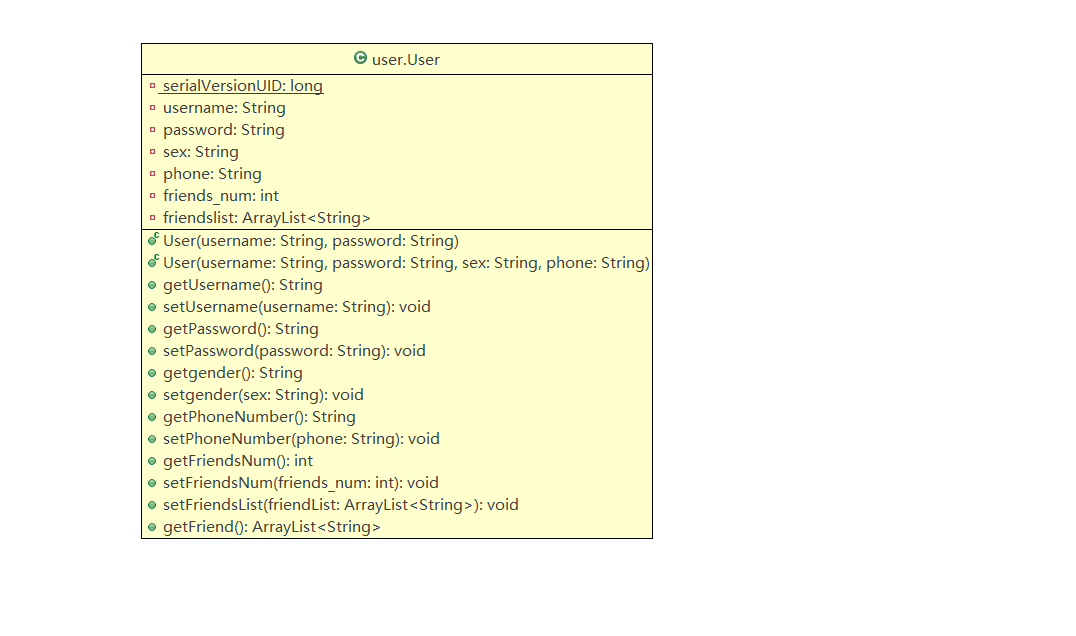 user.User
serialVersionUID: long
username: String
password: String
sex: String
phone: String
friends_num: int
friendslist: ArrayList<String>
User(username: String, password: String)
User(username: String, password: String, sex: String, phone: String)
getUsername(): String
setUsername(username: String): void
getPassword(): String
setPassword(password: String): void
getgender(): String
setgender(sex: String): void
getPhoneNumber(): String
setPhoneNumber(phone: String): void
getFriendsNum(): int
setFriendsNum(friends_num: int): void
setFriendsList(friendList: ArrayList<String>): void
getFriend(): ArrayList<String>